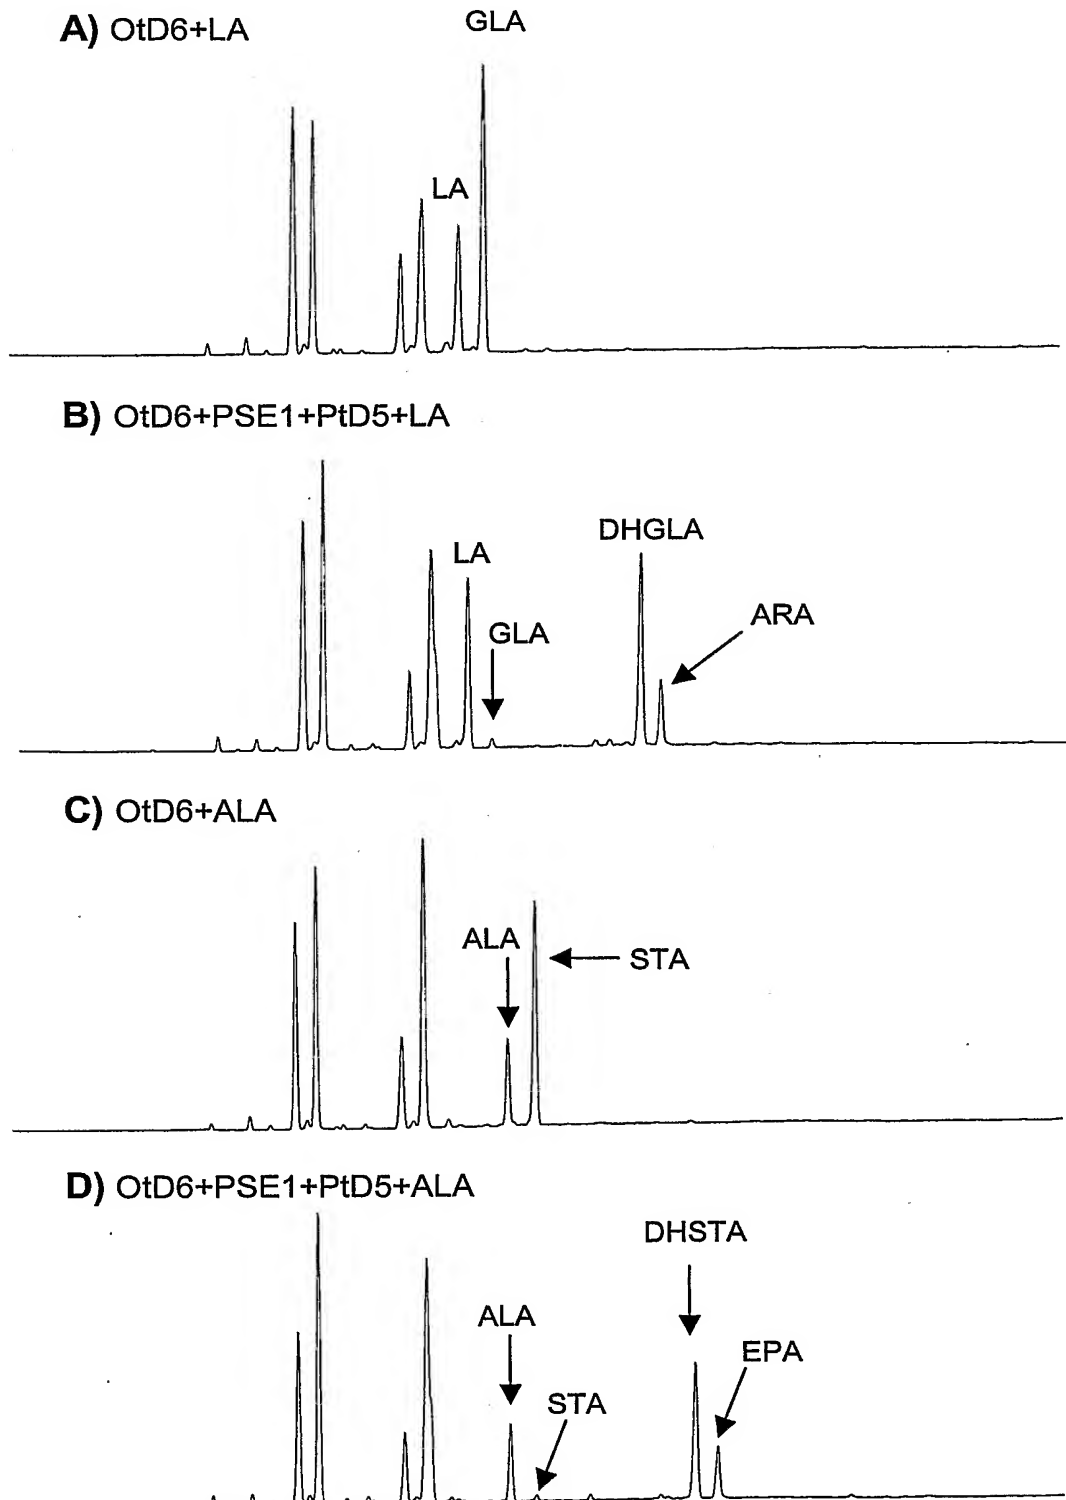 A) OtD6+LA
GLA
LA
B) OtD6+PSE1+PtD5+LA
LA
GLA
DHGLA
ARA
C) OtD6+ALA
ALA
STA
D) OtD6+PSE1+PtD5+ALA
DHSTA
ALA
EPA
STA